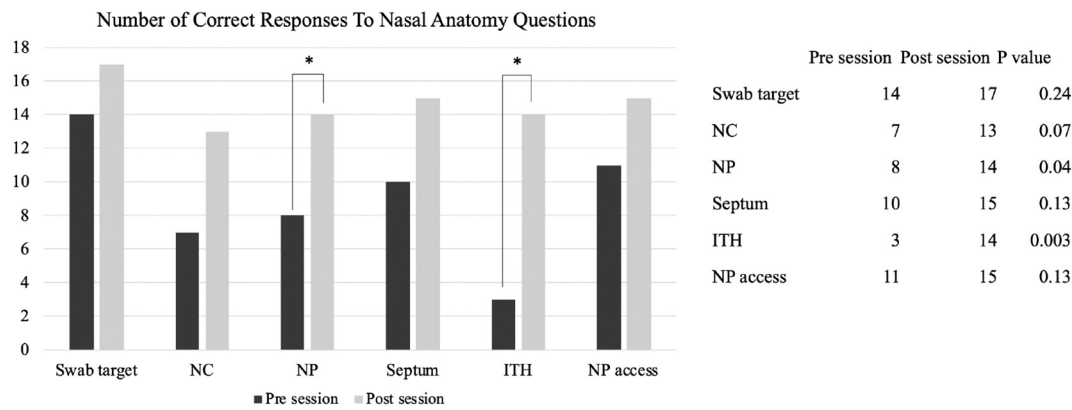 Number of Correct Responses To Nasal Anatomy Questions
18
16
14
12
10
8
6
4
2
0
* *
Swab target NC NP Septum ITH NP access
Pre session Post session
Pre session Post session P value
Swab target 14 17 0.24
NC 7 13 0.07
NP 8 14 0.04
Septum 10 15 0.13
ITH 3 14 0.003
NP access 11 15 0.13